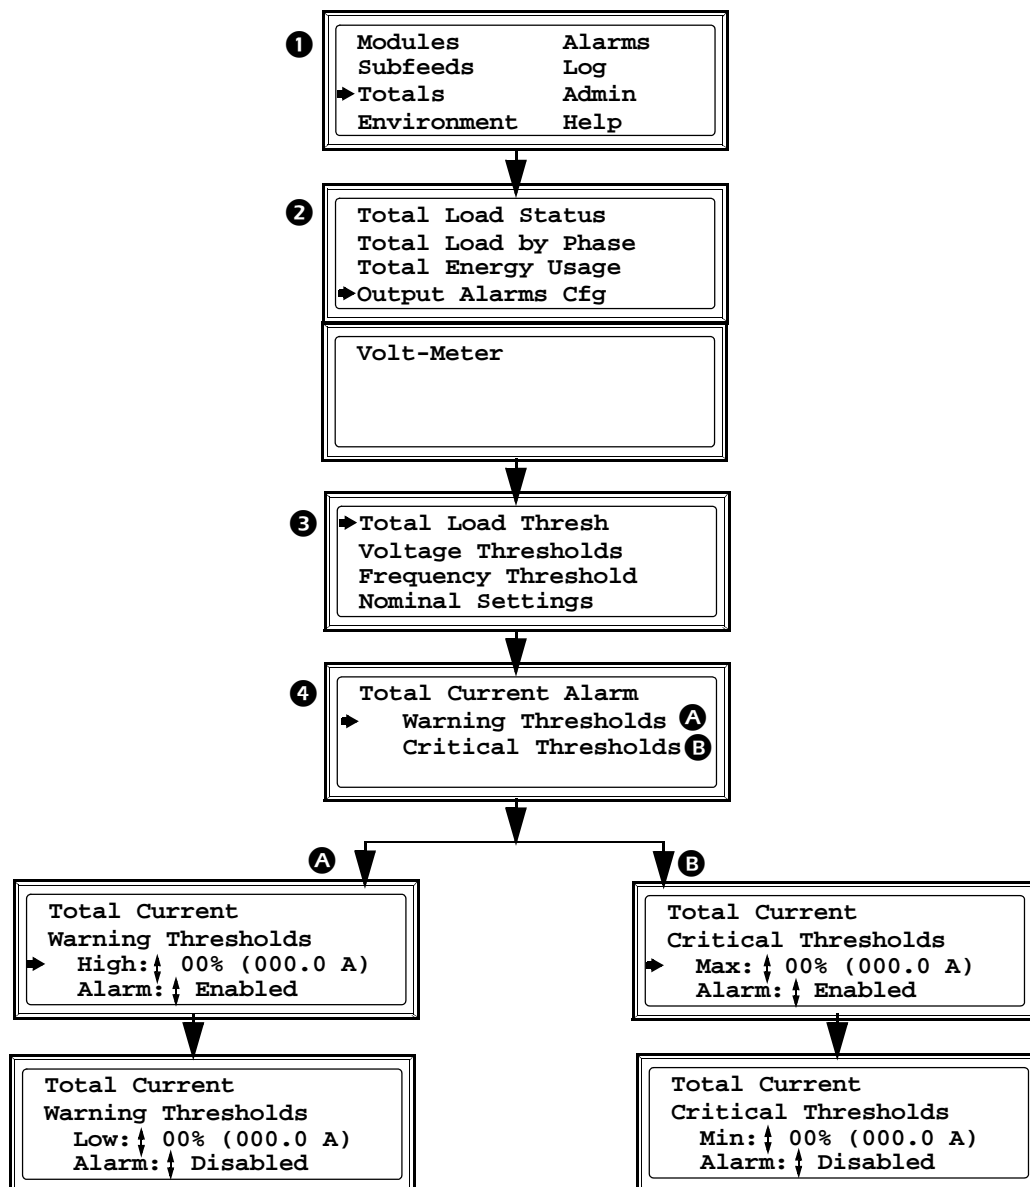 ❶
Modules Alarms
Subfeeds Log
Totals Admin
Environment Help
❷
Total Load Status
Total Load by Phase
Total Energy Usage
Output Alarms Cfg
Volt-Meter
❸
Total Load Thresh
Voltage Thresholds
Frequency Threshold
Nominal Settings
❹
Total Current Alarm
Warning Thresholds A
Critical Thresholds B
A
Total Current
Warning Thresholds
High: 00% (000.0 A)
Alarm: Enabled
Total Current
Warning Thresholds
Low: 00% (000.0 A)
Alarm: Disabled
B
Total Current
Critical Thresholds
Max: 00% (000.0 A)
Alarm: Enabled
Total Current
Critical Thresholds
Min: 00% (000.0 A)
Alarm: Disabled